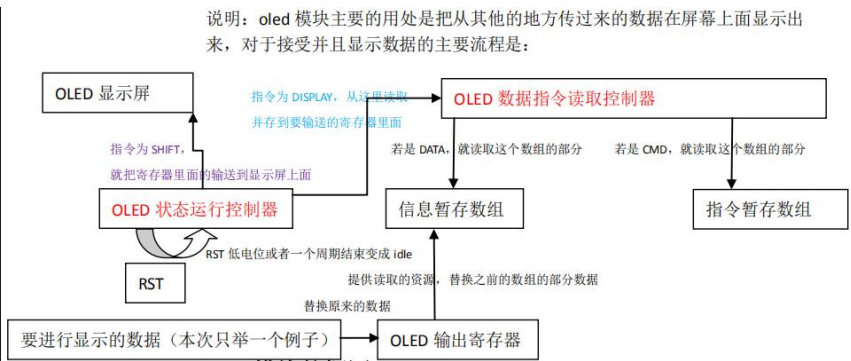 说明：oled 模块主要的用处是把从其他的地方传过来的数据在屏幕上面显示出
来，对于接受并且显示数据的主要流程是：
OLED 显示屏
指令为 DISPLAY，从这里读取
并存到要输送的寄存器里面
OLED 数据指令读取控制器
指令为 SHIFT，
就把寄存器里面的输送到显示屏上面
若是 DATA，就读取这个数组的部分
若是 CMD，就读取这个数组的部分
OLED 状态运行控制器
信息暂存数组
指令暂存数组
RST 低电位或者一个周期结束变成 idle
RST
提供读取的资源，替换之前的数组的部分数据
替换原来的数据
要进行显示的数据（本次只举一个例子）
OLED 输出寄存器